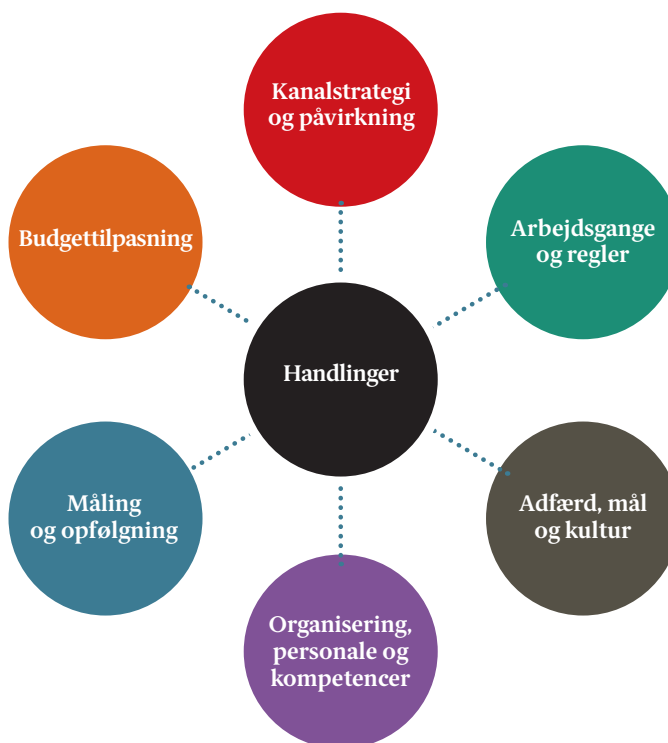 Kanalstrategi
og påvirkning
Budgettilpasning
Arbejdsgange
og regler
Handlinger
Måling
og opfølgning
Adfærd, mål
og kultur
Organisering,
personale og
kompetencer